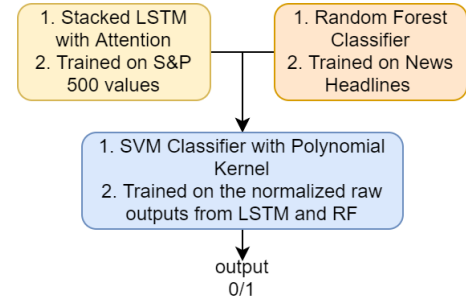 1. Stacked LSTM
with Attention
2. Trained on S&P
500 values
1. Random Forest
Classifier
2. Trained on News
Headlines
1. SVM Classifier with Polynomial
Kernel
2. Trained on the normalized raw
outputs from LSTM and RF
output
0/1